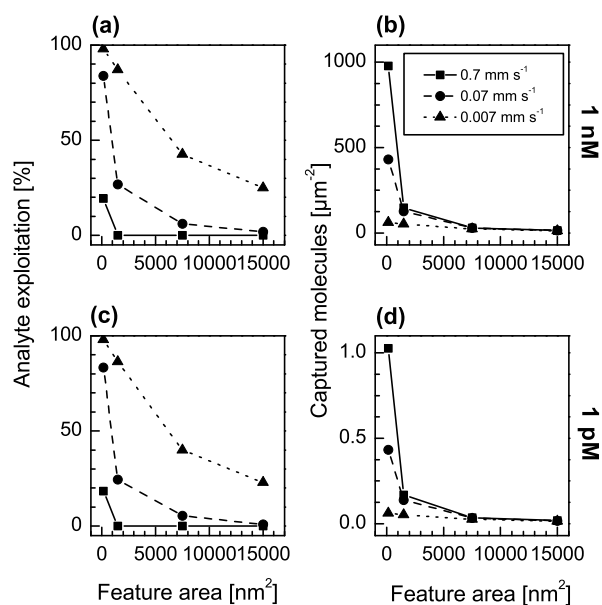 (a)
(b)
100
50
0
0 5000 10000 15000
1000
500
0
0 5000 10000 15000
0.7 mm s⁻¹
0.07 mm s⁻¹
0.007 mm s⁻¹
1 nM
Analyte exploitation [%]
Captured molecules [µm⁻²]
(c)
(d)
100
50
0
0 5000 10000 15000
1.0
0.5
0.0
0 5000 10000 15000
1 pM
Feature area [nm²]
Feature area [nm²]